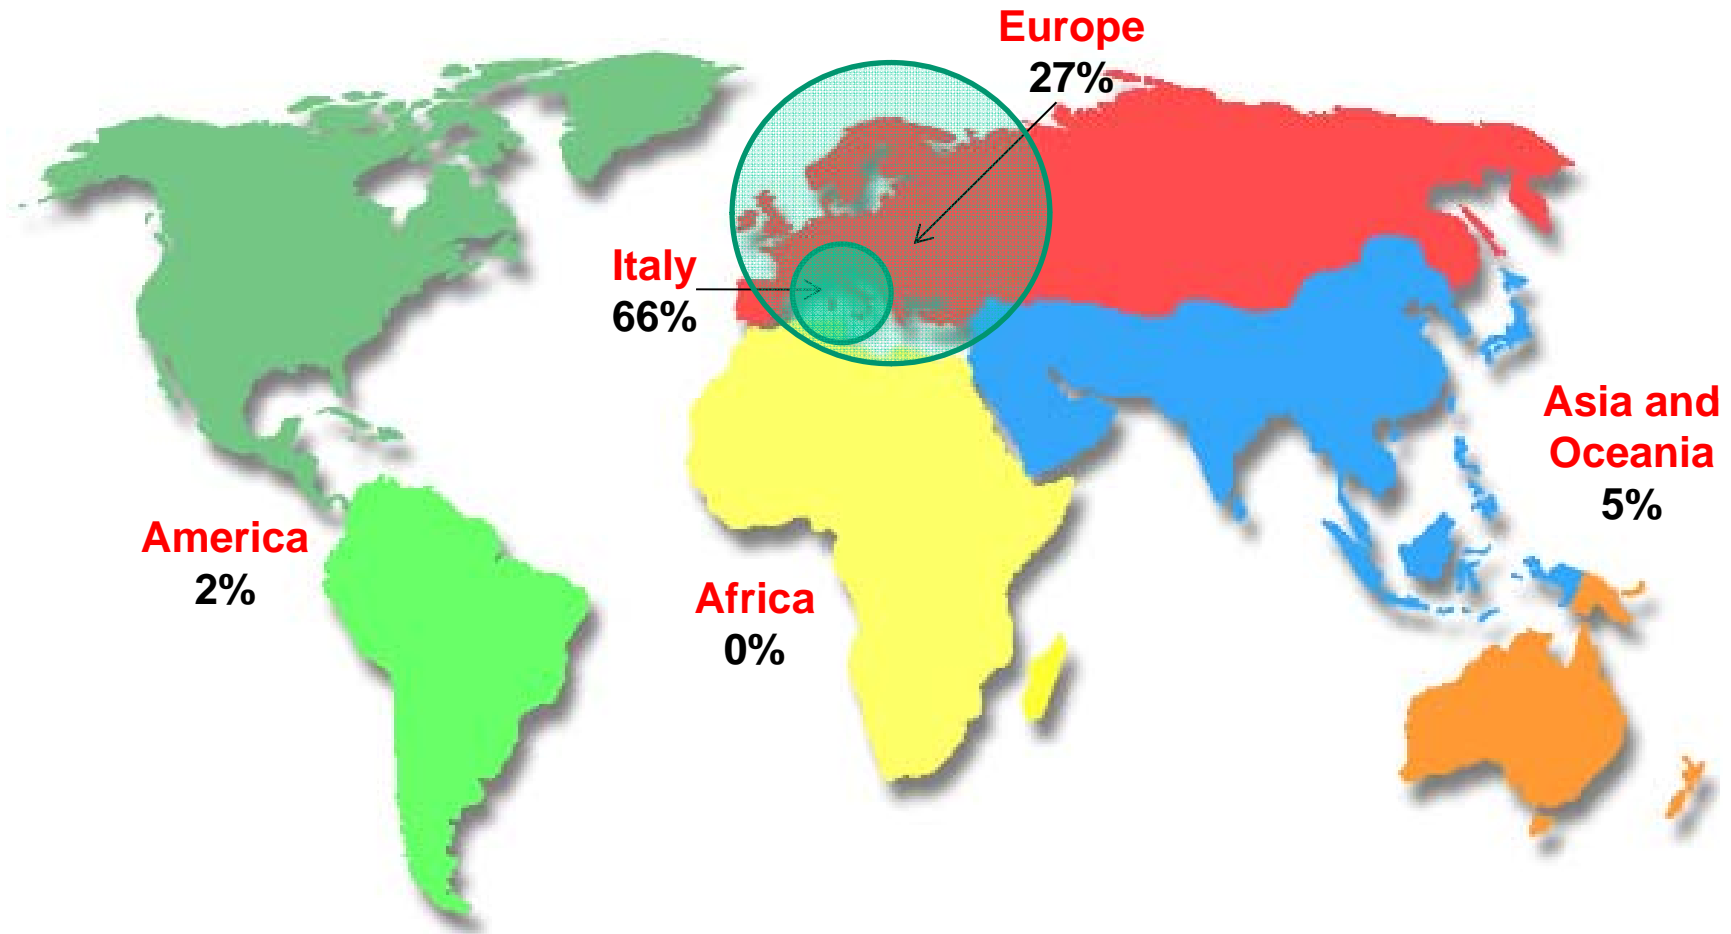 Europe
27%
Italy
66%
Asia and
Oceania
5%
America
2%
Africa
0%